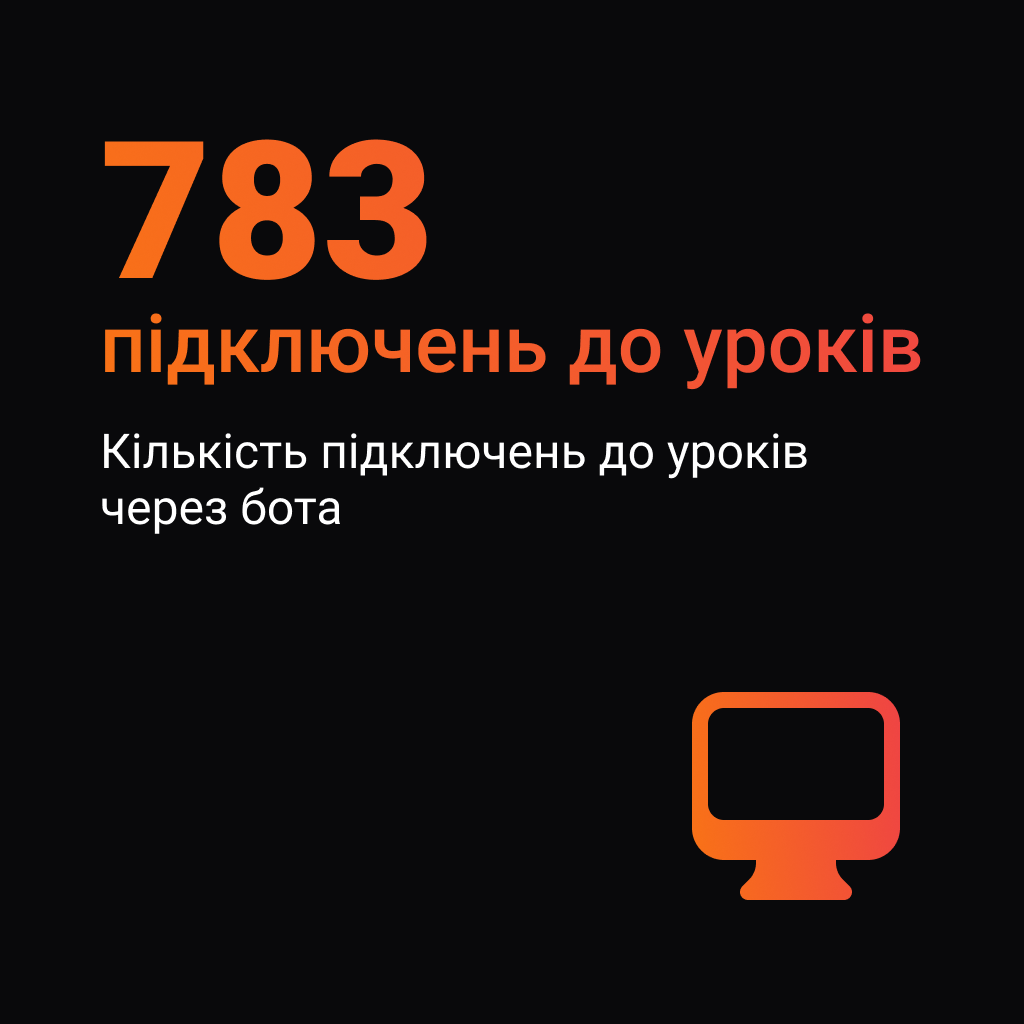 783
підключень до уроків
Кількість підключень до уроків
через бота